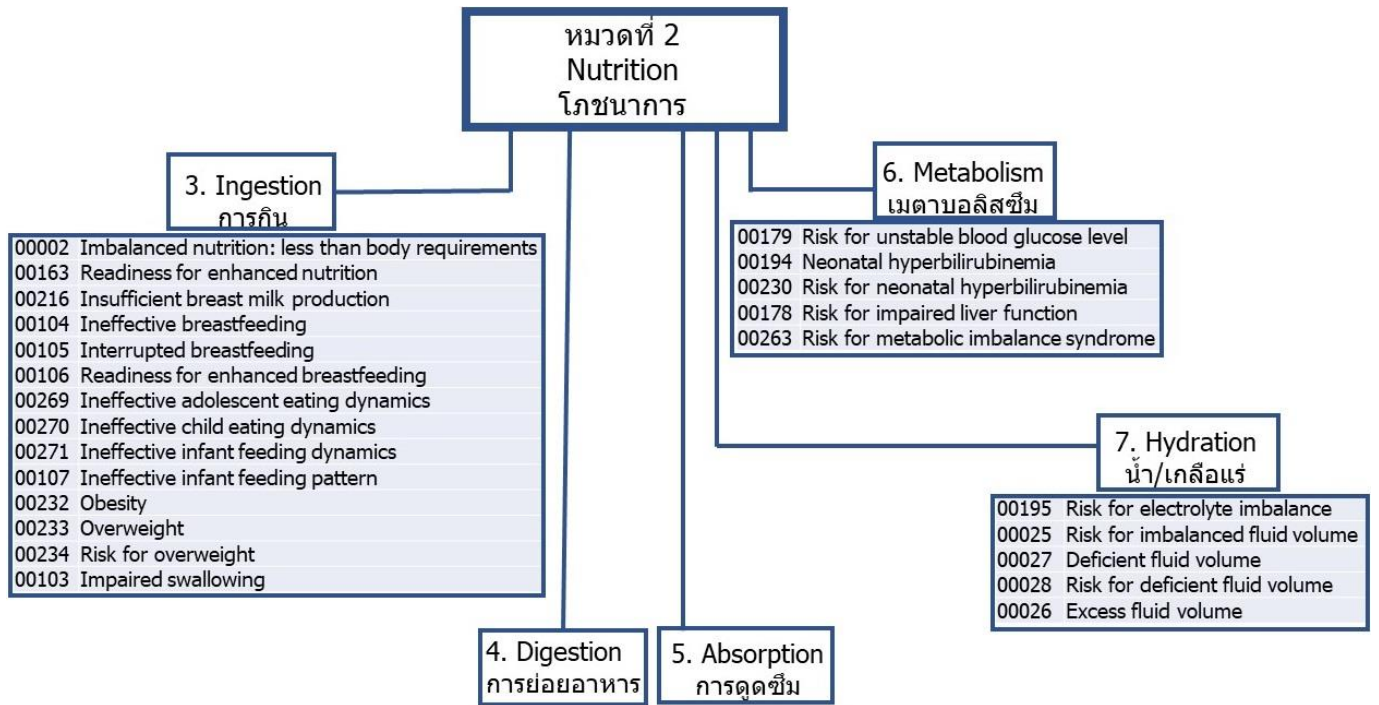 หมวดที่ 2
Nutrition
โภชนาการ
3. Ingestion
การกิน
00002 Imbalanced nutrition: less than body requirements
00163 Readiness for enhanced nutrition
00216 Insufficient breast milk production
00104 Ineffective breastfeeding
00105 Interrupted breastfeeding
00106 Readiness for enhanced breastfeeding
00269 Ineffective adolescent eating dynamics
00270 Ineffective child eating dynamics
00271 Ineffective infant feeding dynamics
00107 Ineffective infant feeding pattern
00232 Obesity
00233 Overweight
00234 Risk for overweight
00103 Impaired swallowing
4. Digestion
การย่อยอาหาร
5. Absorption
การดูดซึม
6. Metabolism
เมตาบอลิสซึม
00179 Risk for unstable blood glucose level
00194 Neonatal hyperbilirubinemia
00230 Risk for neonatal hyperbilirubinemia
00178 Risk for impaired liver function
00263 Risk for metabolic imbalance syndrome
7. Hydration
น้ำ/เกลือแร่
00195 Risk for electrolyte imbalance
00025 Risk for imbalanced fluid volume
00027 Deficient fluid volume
00028 Risk for deficient fluid volume
00026 Excess fluid volume